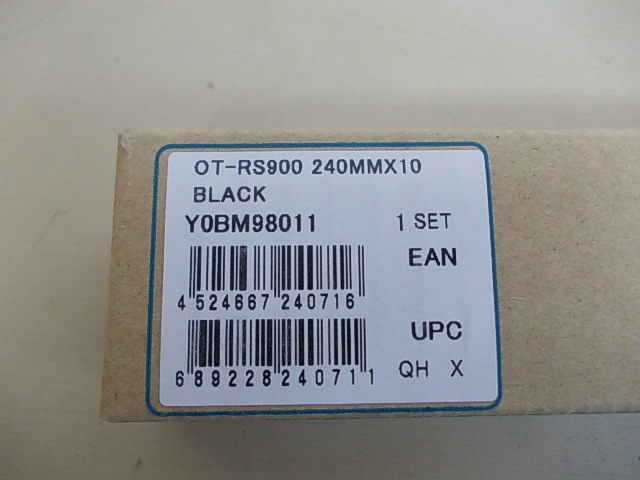 OT-RS900 240MMX10
BLACK
Y0BM98011 1 SET
EAN
4 524667 240716
UPC
6 89228 24071 1
QH X